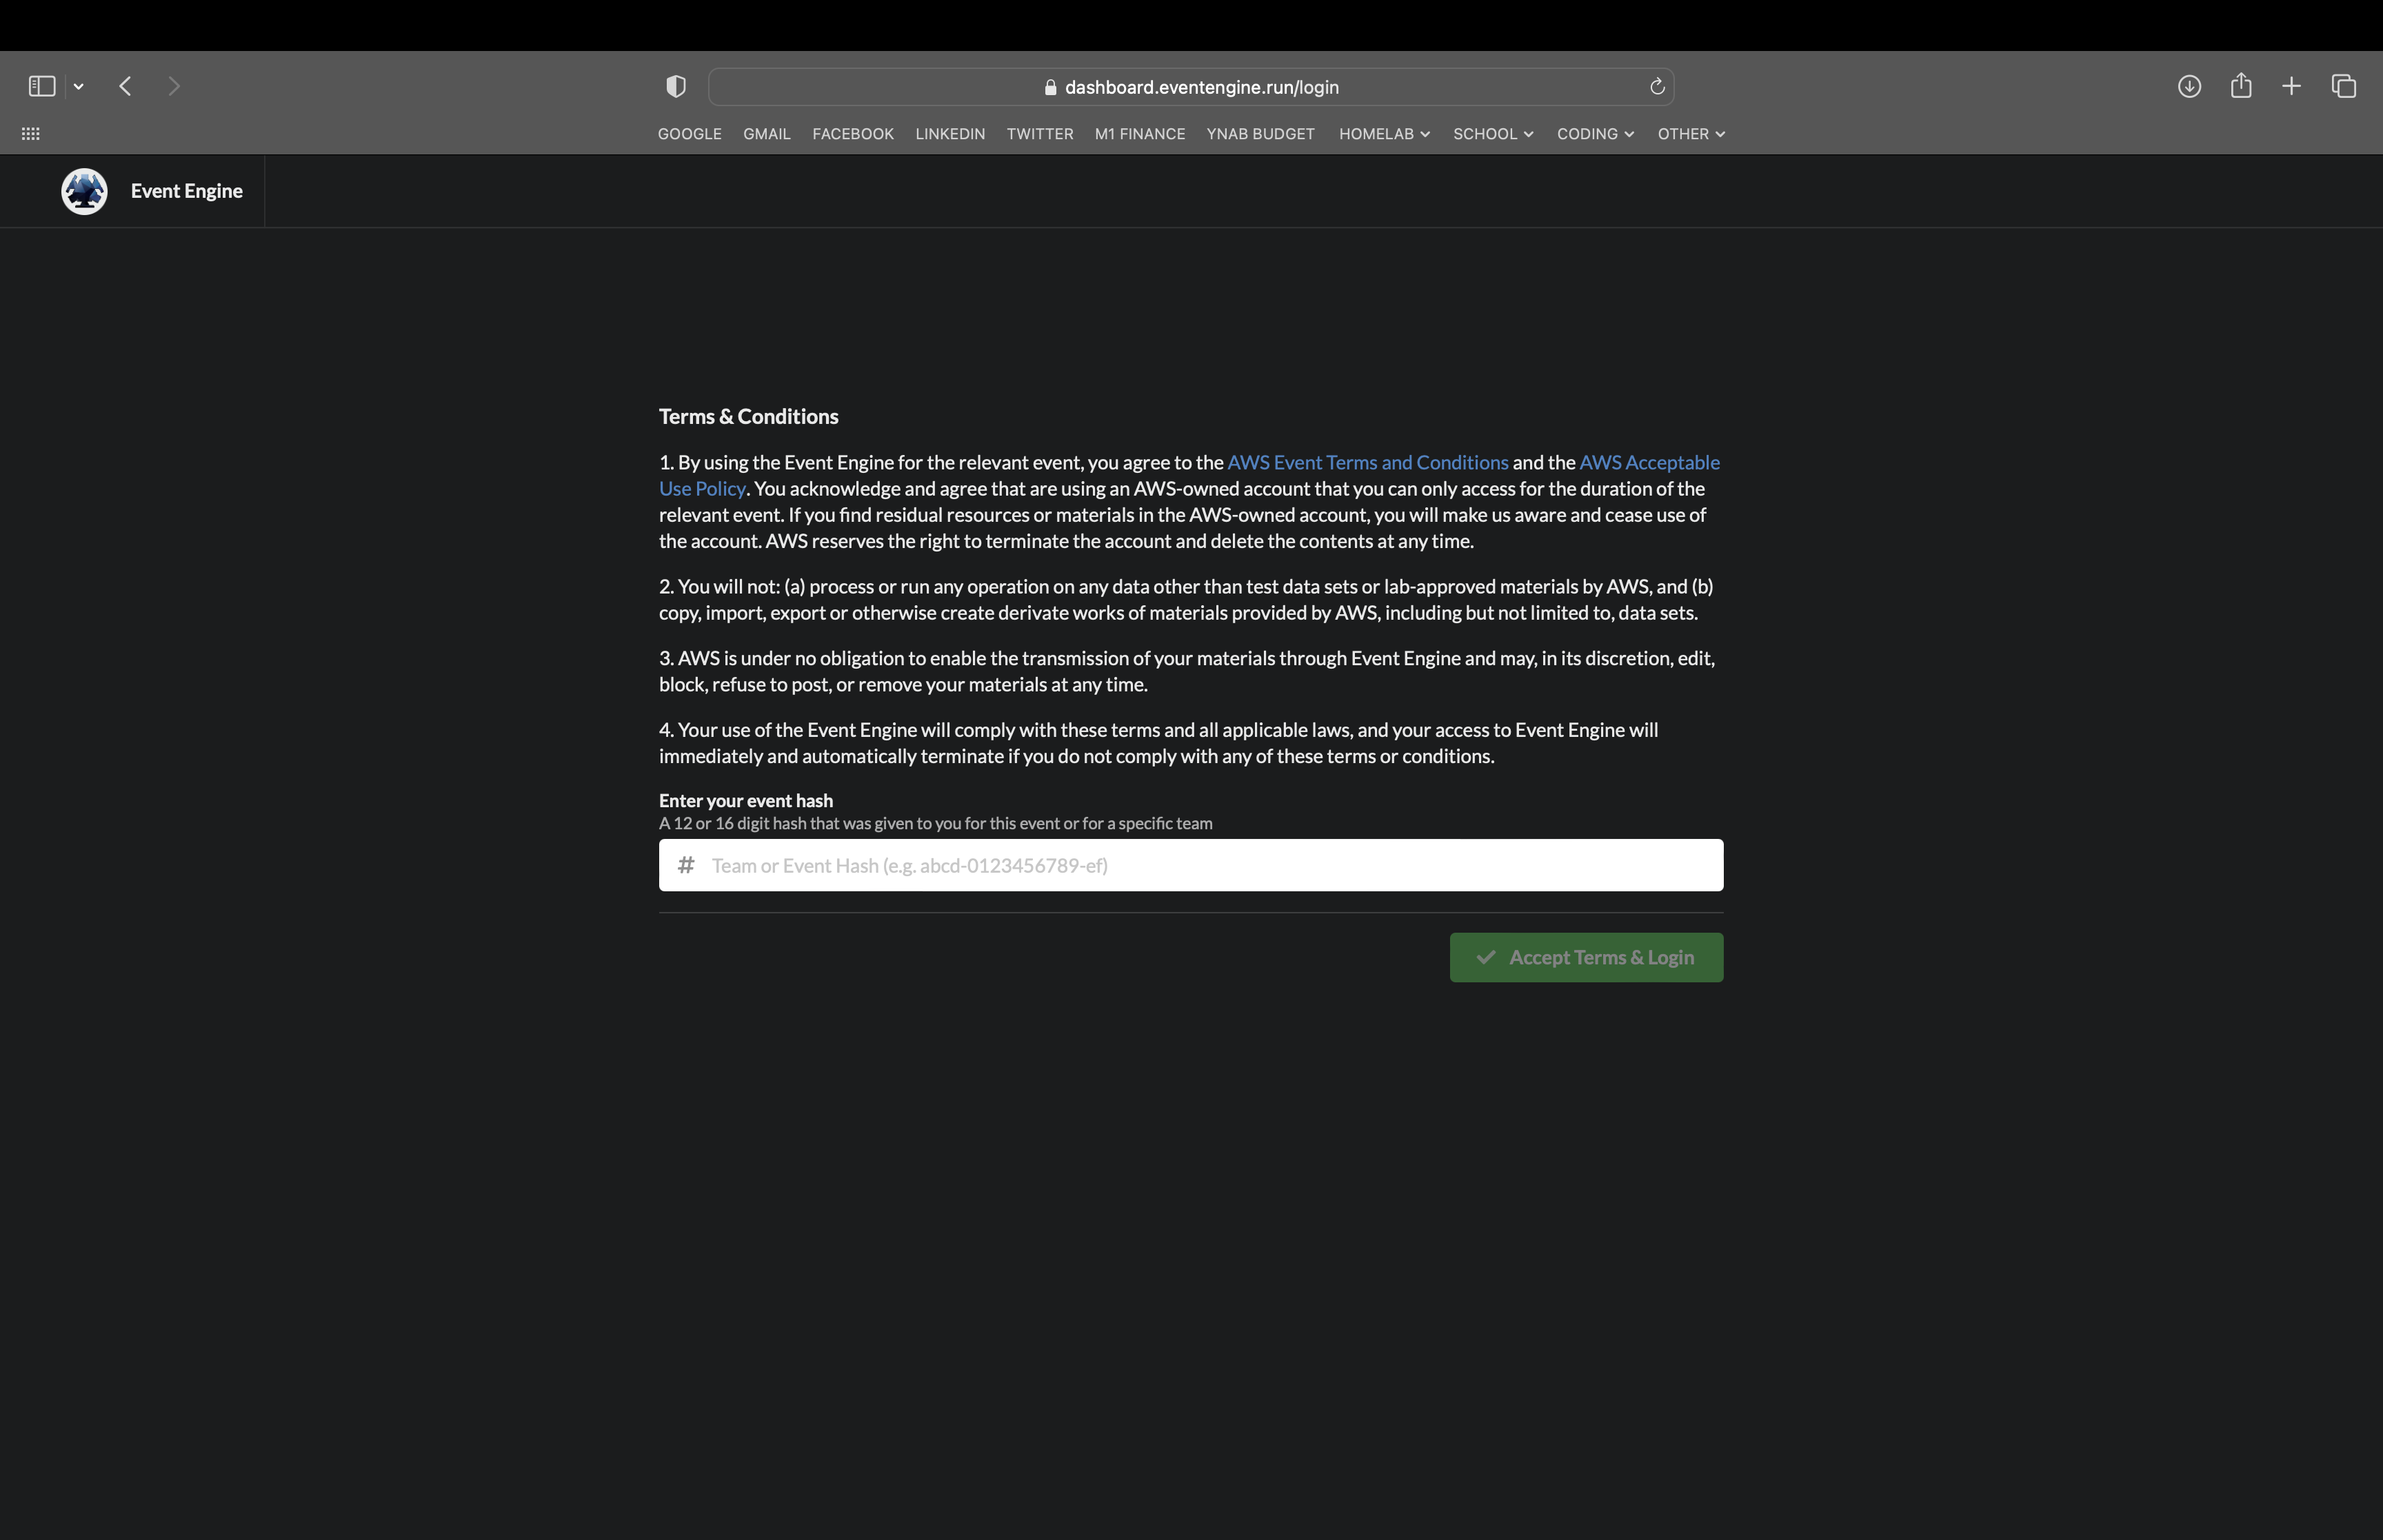 dashboard.eventengine.run/login
GOOGLE GMAIL FACEBOOK LINKEDIN TWITTER M1 FINANCE YNAB BUDGET HOMELAB SCHOOL CODING OTHER
Event Engine
Terms & Conditions
1. By using the Event Engine for the relevant event, you agree to the AWS Event Terms and Conditions and the AWS Acceptable
Use Policy. You acknowledge and agree that are using an AWS-owned account that you can only access for the duration of the
relevant event. If you find residual resources or materials in the AWS-owned account, you will make us aware and cease use of
the account. AWS reserves the right to terminate the account and delete the contents at any time.
2. You will not: (a) process or run any operation on any data other than test data sets or lab-approved materials by AWS, and (b)
copy, import, export or otherwise create derivate works of materials provided by AWS, including but not limited to, data sets.
3. AWS is under no obligation to enable the transmission of your materials through Event Engine and may, in its discretion, edit,
block, refuse to post, or remove your materials at any time.
4. Your use of the Event Engine will comply with these terms and all applicable laws, and your access to Event Engine will
immediately and automatically terminate if you do not comply with any of these terms or conditions.
Enter your event hash
A 12 or 16 digit hash that was given to you for this event or for a specific team
# Team or Event Hash (e.g. abcd-0123456789-ef)
Accept Terms & Login